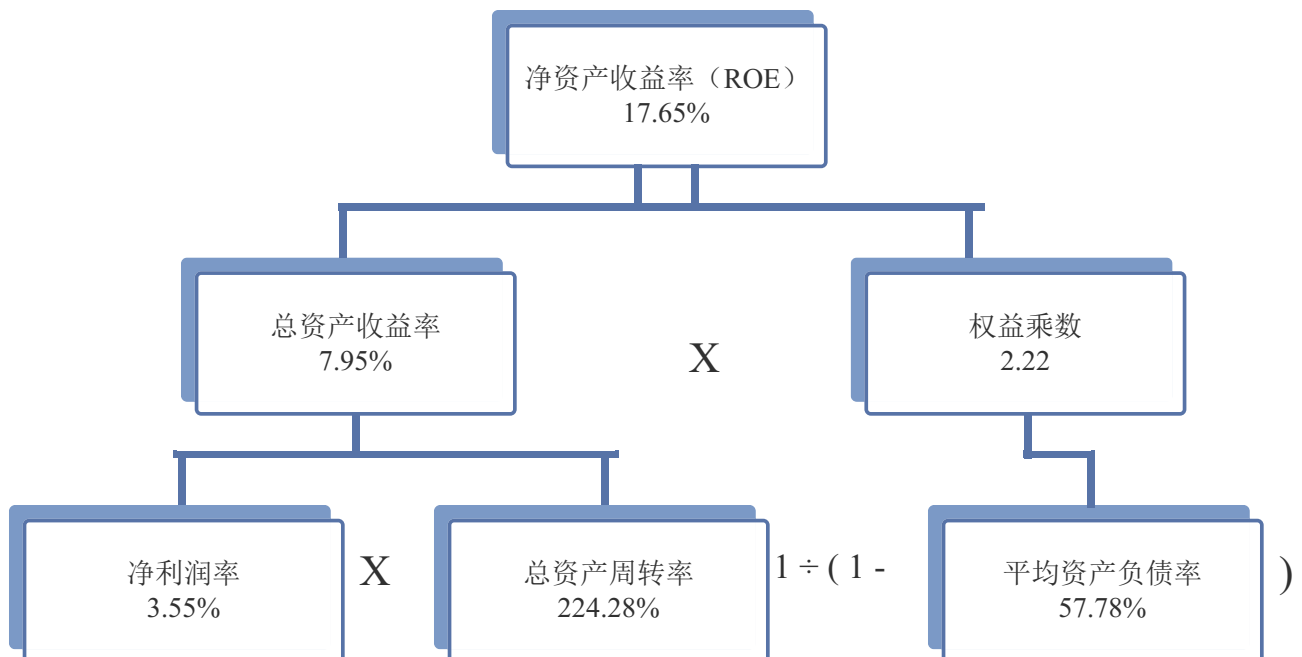 净资产收益率（ROE）
17.65%
总资产收益率
7.95%
X
权益乘数
2.22
净利润率
3.55%
X
总资产周转率
224.28%
1 ÷ ( 1 -
平均资产负债率
57.78%
)